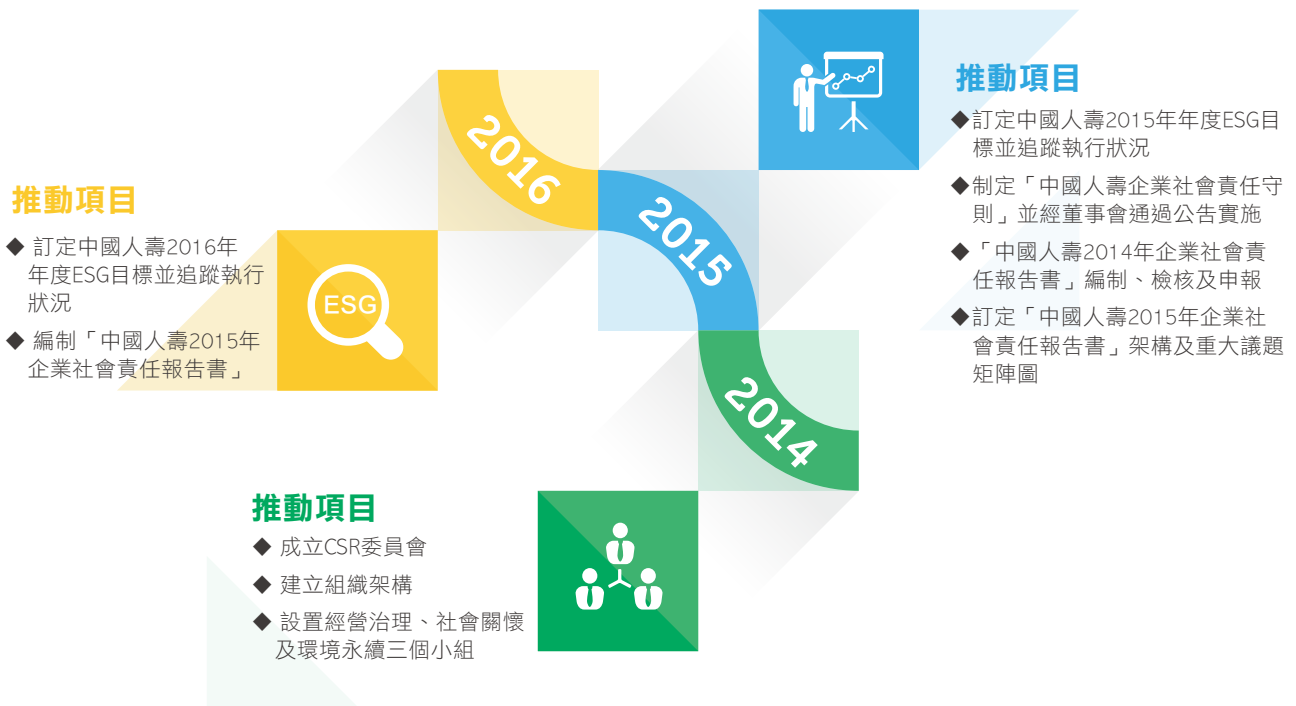 2016
推動項目
◆ 訂定中國人壽2016年
年度ESG目標並追蹤執行
狀況
◆ 編制「中國人壽2015年
企業社會責任報告書」
ESG
2015
推動項目
◆訂定中國人壽2015年年度ESG目
標並追蹤執行狀況
◆制定「中國人壽企業社會責任守
則」並經董事會通過公告實施
◆「中國人壽2014年企業社會責
任報告書」編制、檢核及申報
◆訂定「中國人壽2015年企業社
會責任報告書」架構及重大議題
矩陣圖
2014
推動項目
◆ 成立CSR委員會
◆ 建立組織架構
◆ 設置經營治理、社會關懷
及環境永續三個小組